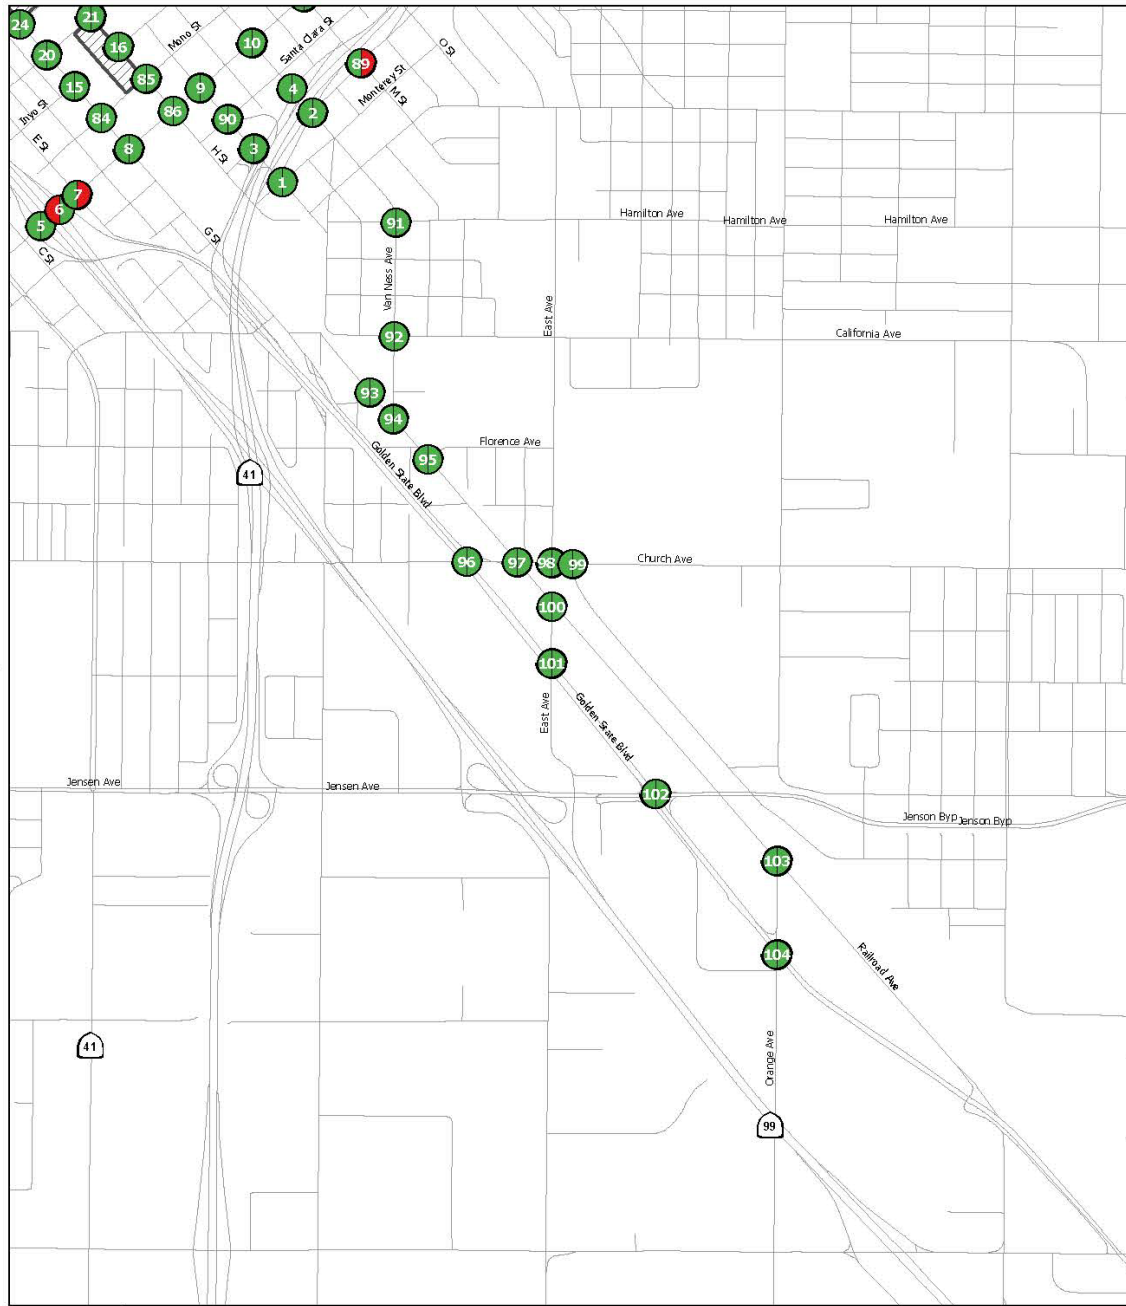 24
21
20
16
Mono St
10
Santa Clara St
O St
89
Monterey St
M St
15
85
9
4
2
Inyo St
84
86
90
E St
8
H St
3
1
7
6
5
C St
G St
91
Hamilton Ave
Hamilton Ave
Hamilton Ave
Van Ness Ave
East Ave
92
California Ave
93
94
Florence Ave
95
Golden State Blvd
41
96
97
98
99
Church Ave
100
101
East Ave
Golden State Blvd
Jensen Ave
Jensen Ave
102
Jenson Byp
Jenson Byp
103
104
Railroad Ave
41
Orange Ave
99